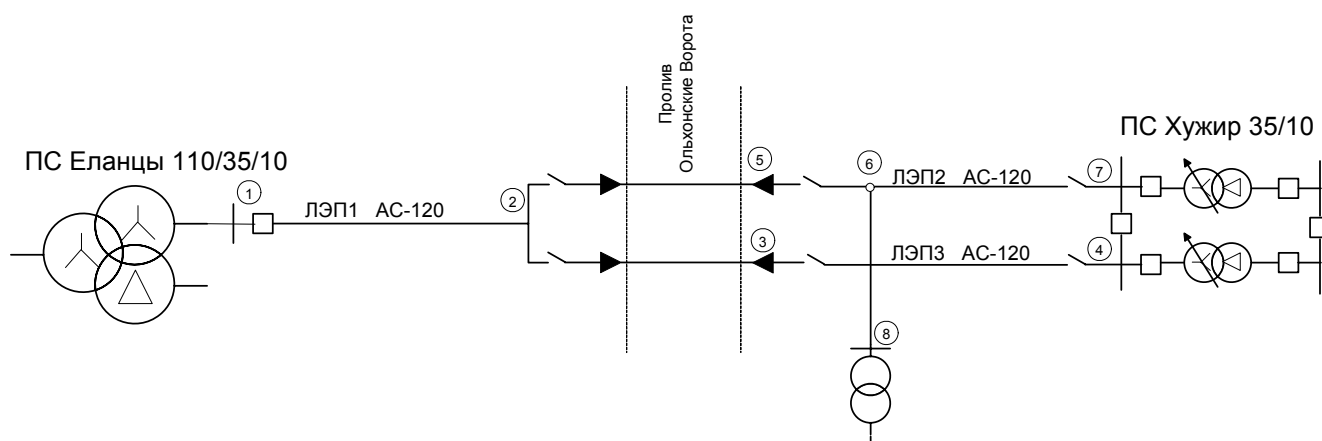 Пролив
Ольхонские Ворота
ПС Хужир 35/10
ПС Еланцы 110/35/10
1
ЛЭП1 АС-120
2
5
6
ЛЭП2 АС-120
7
3
ЛЭП3 АС-120
4
8